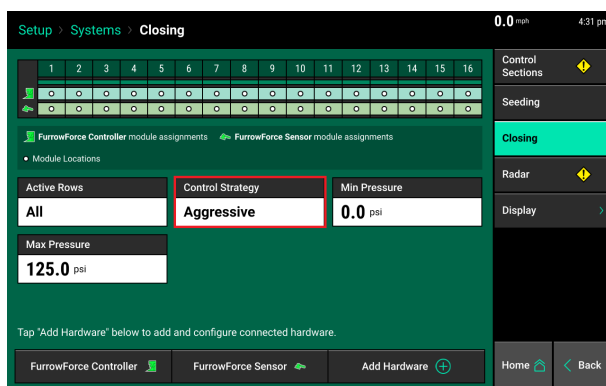 Setup > Systems > Closing
0.0 mph 4:31 pm
1 2 3 4 5 6 7 8 9 10 11 12 13 14 15 16
FurrowForce Controller module assignments FurrowForce Sensor module assignments
Module Locations
Active Rows
All
Control Strategy
Aggressive
Min Pressure
0.0 psi
Max Pressure
125.0 psi
Tap "Add Hardware" below to add and configure connected hardware.
FurrowForce Controller FurrowForce Sensor Add Hardware
Control
Sections
Seeding
Closing
Radar
Display >
Home < Back